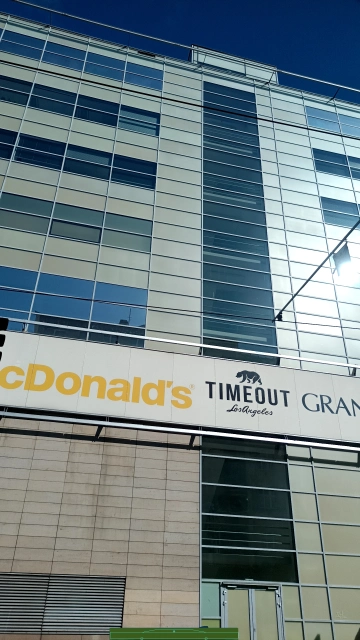 cDonald's
TIMEOUT
Los Angeles
GRAN